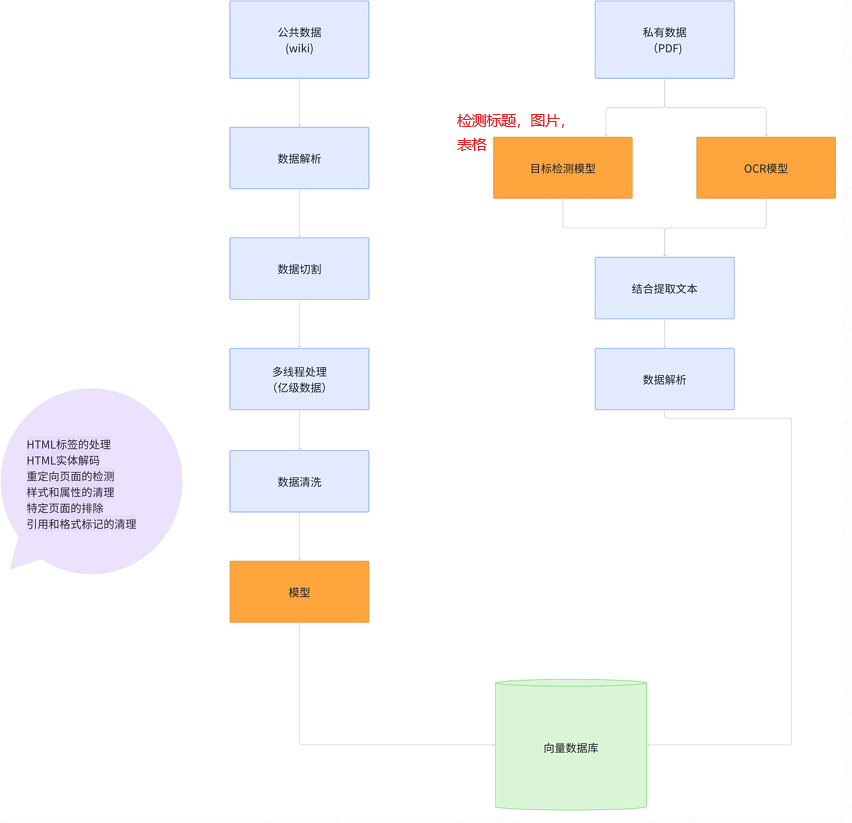 公共数据
(wiki)
数据解析
数据切割
多线程处理
（亿级数据）
数据清洗
模型
HTML标签的处理
HTML实体解码
重定向页面的检测
样式和属性的清理
特定页面的排除
引用和格式标记的清理
私有数据
（PDF)
检测标题，图片，
表格
目标检测模型
OCR模型
结合提取文本
数据解析
向量数据库